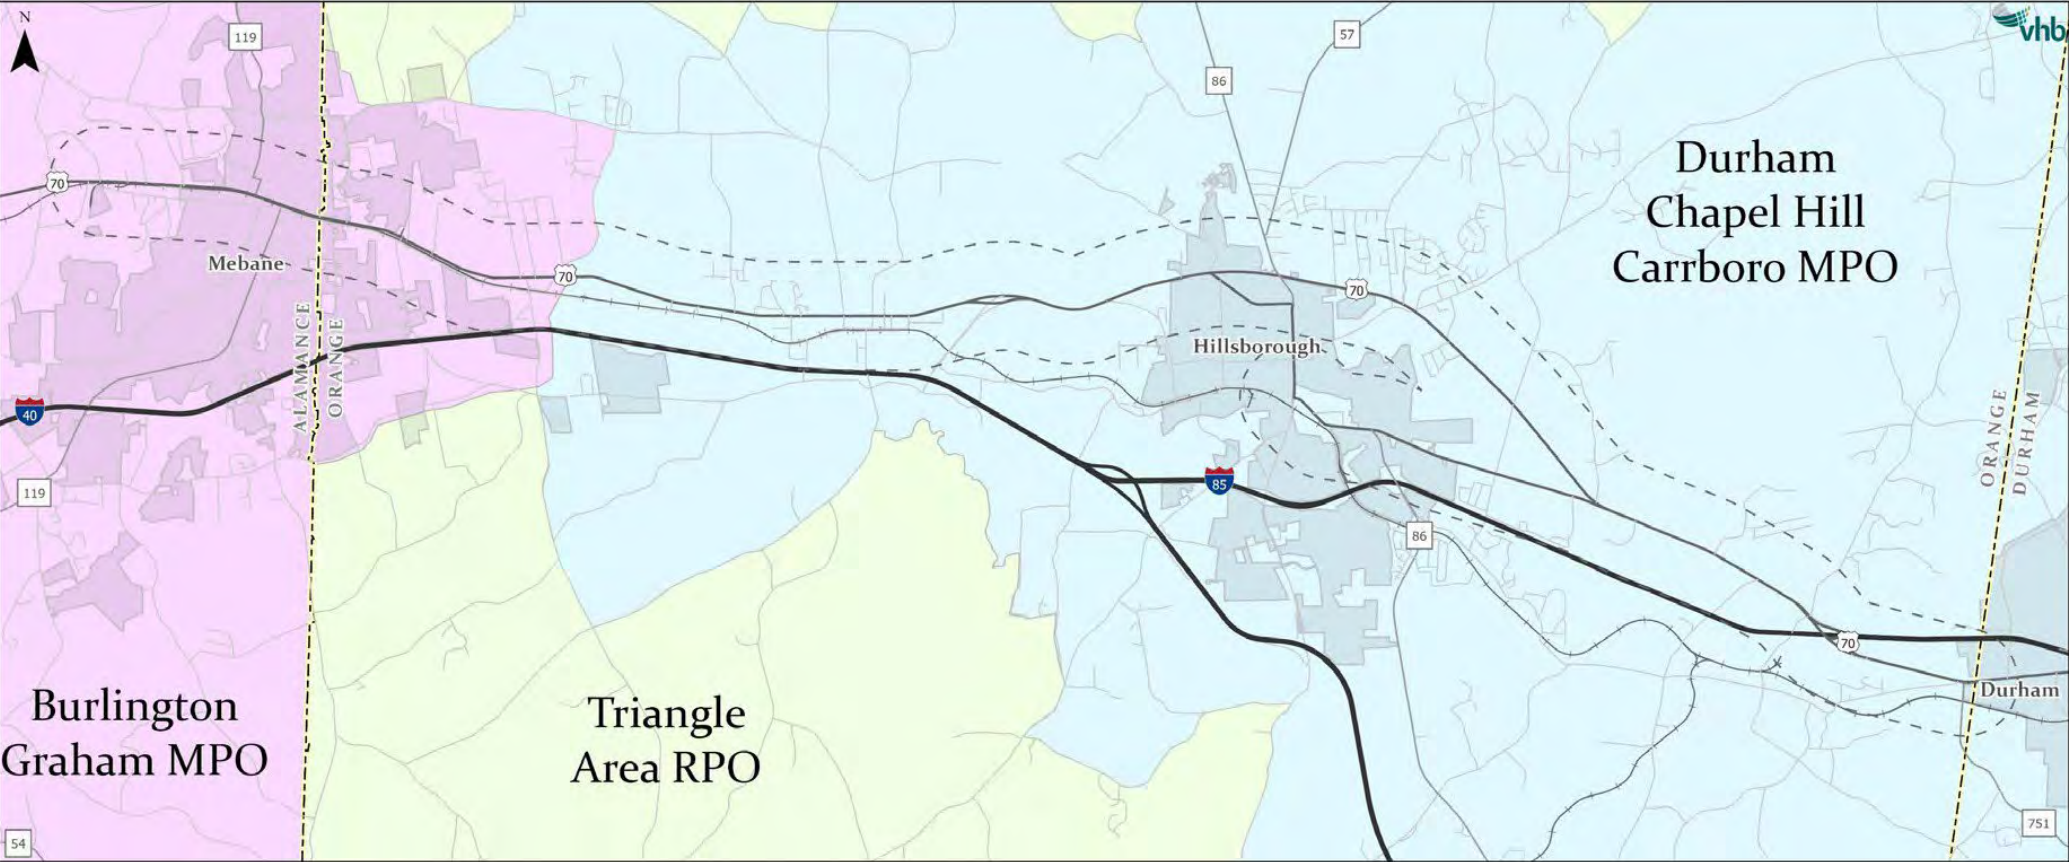 N
119
57
vhb
86
Durham
Chapel Hill
Carrboro MPO
70
Mebane
70
70
Hillsborough
ALAMANCE
ORANGE
40
ORANGE
DURHAM
119
85
86
70
Durham
Burlington
Graham MPO
Triangle
Area RPO
54
751